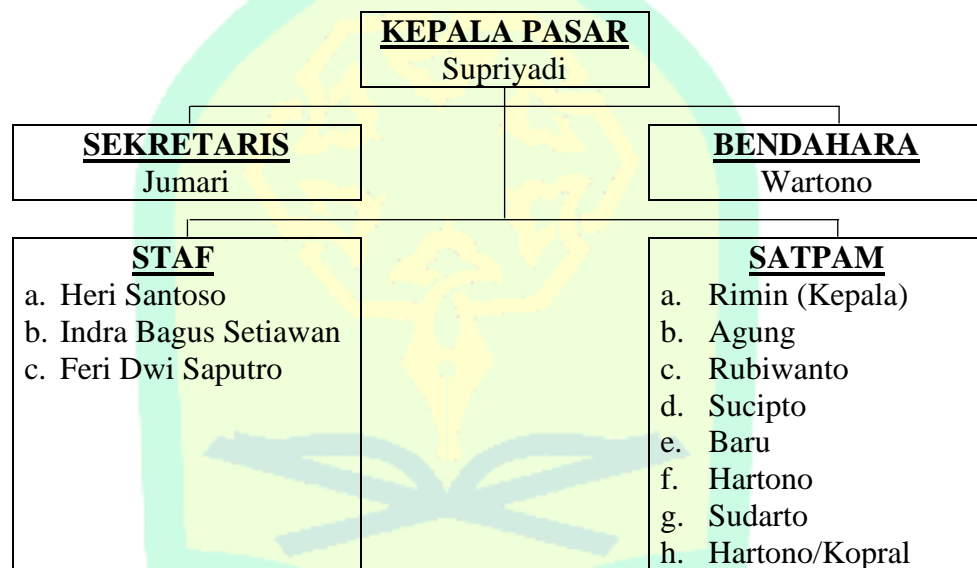 KEPALA PASAR
Supriyadi
SEKRETARIS
Jumari
BENDAHARA
Wartono
STAF
a. Heri Santoso
b. Indra Bagus Setiawan
c. Feri Dwi Saputro
SATPAM
a. Rimin (Kepala)
b. Agung
c. Rubiwanto
d. Sucipto
e. Baru
f. Hartono
g. Sudarto
h. Hartono/Kopral